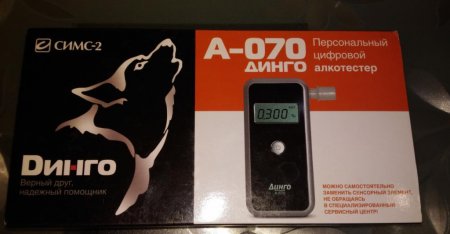 СИМС-2
Динго
Верный друг,
надежный помощник
А-070
ДИНГО
Персональный
цифровой
алкотестер
0.300
Динго
МОЖНО САМОСТОЯТЕЛЬНО
ЗАМЕНИТЬ СЕНСОРНЫЙ ЭЛЕМЕНТ,
НЕ ОБРАЩАЯСЬ
В СПЕЦИАЛИЗИРОВАННЫЙ
СЕРВИСНЫЙ ЦЕНТР!